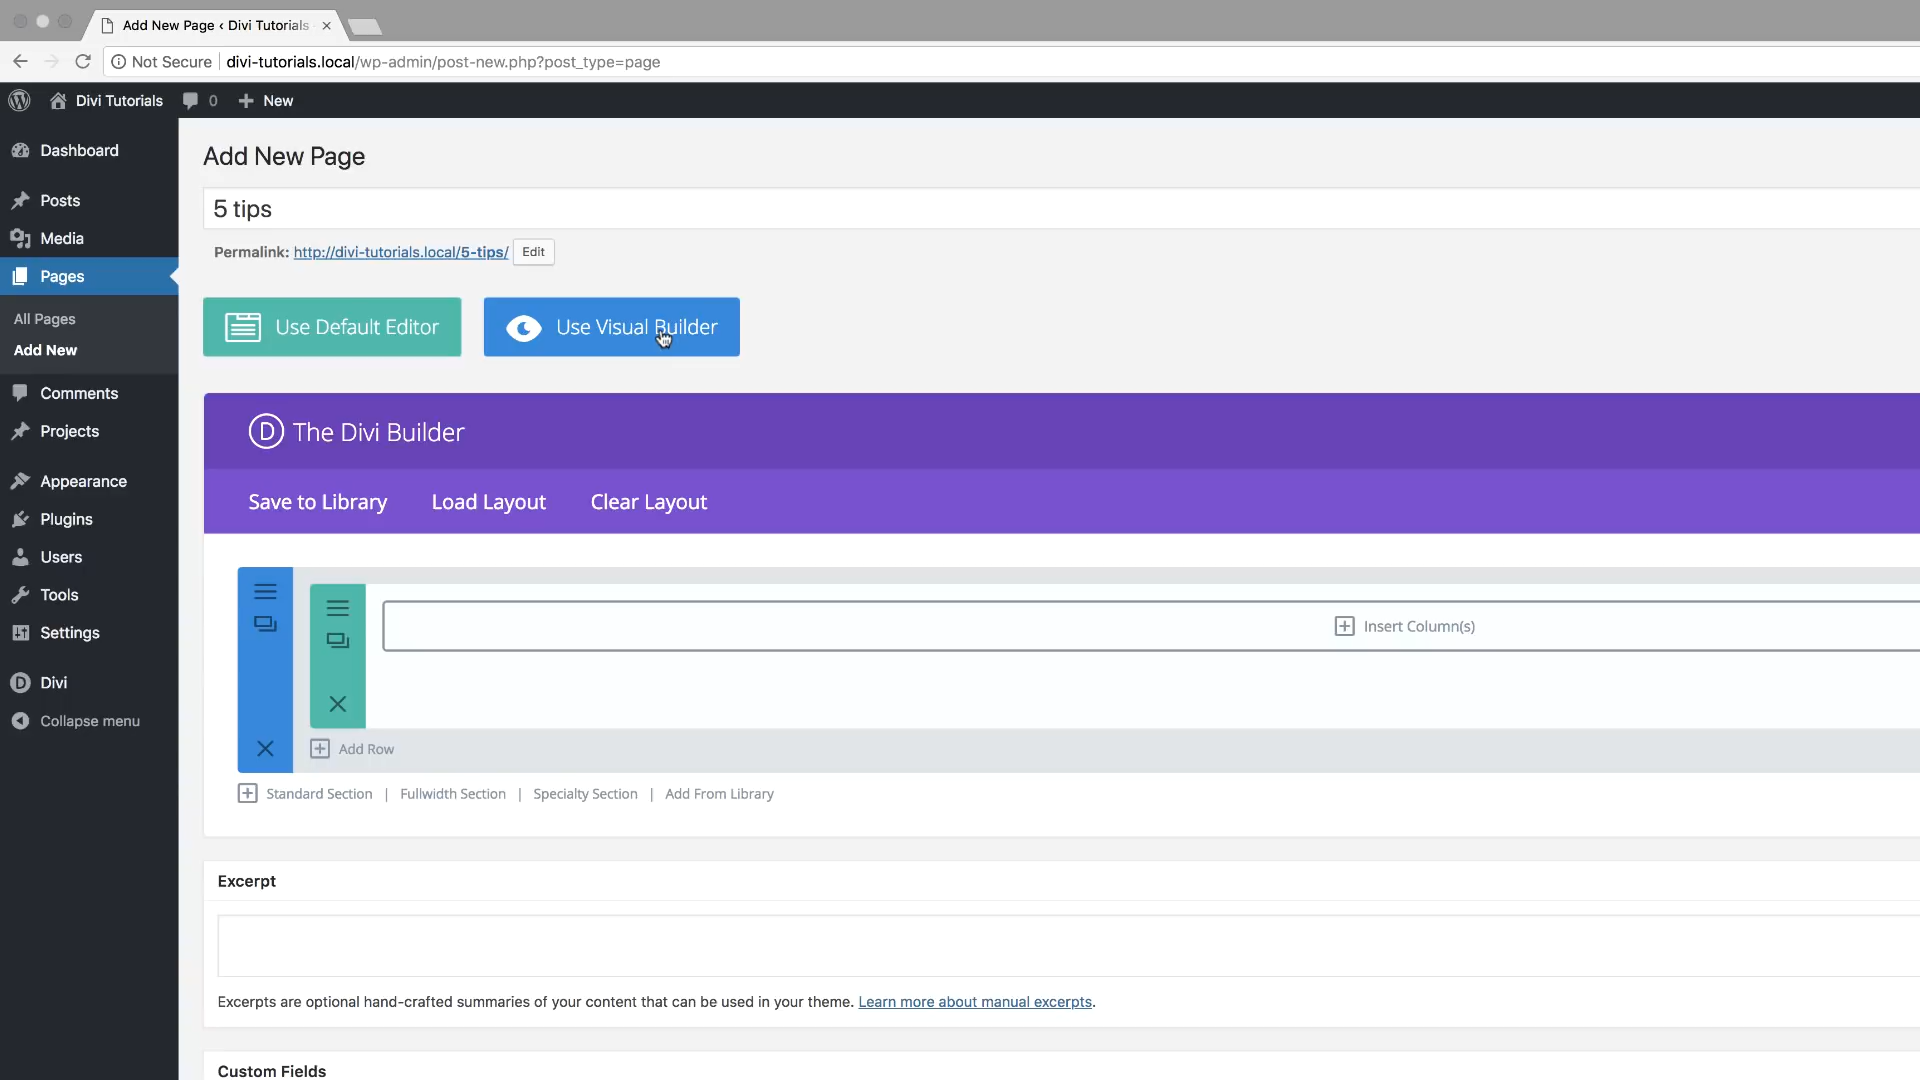 Add New Page ‹ Divi Tutorials
Not Secure
divi-tutorials.local/wp-admin/post-new.php?post_type=page
Divi Tutorials
0
New
Dashboard
Posts
Media
Pages
All Pages
Add New
Comments
Projects
Appearance
Plugins
Users
Tools
Settings
Divi
Collapse menu
Add New Page
5 tips
Permalink: http://divi-tutorials.local/5-tips/ Edit
Use Default Editor
Use Visual Builder
D The Divi Builder
Save to Library Load Layout Clear Layout
Insert Column(s)
Add Row
Standard Section | Fullwidth Section | Specialty Section | Add From Library
Excerpt
Excerpts are optional hand-crafted summaries of your content that can be used in your theme. Learn more about manual excerpts.
Custom Fields